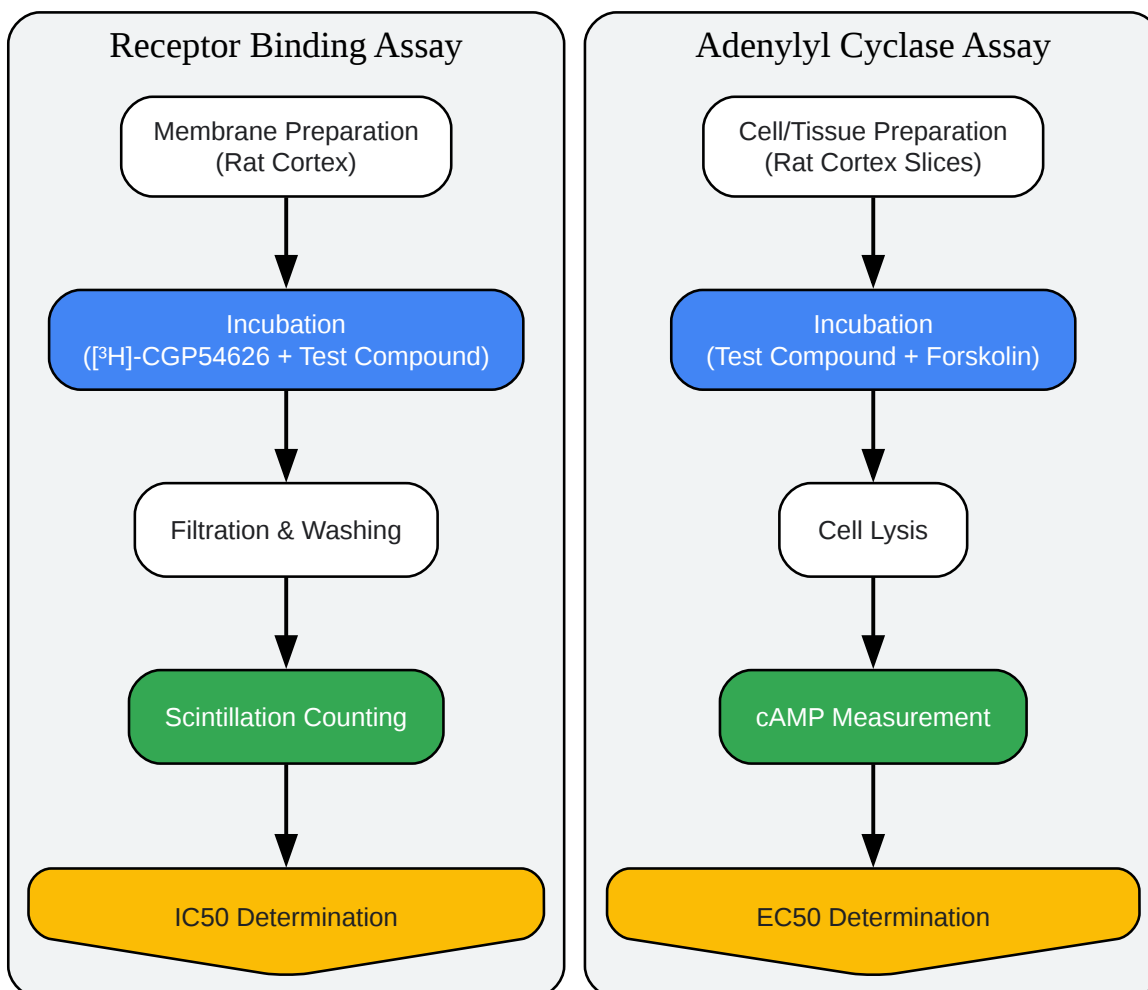 Receptor Binding Assay
Membrane Preparation
(Rat Cortex)
Incubation
([³H]-CGP54626 + Test Compound)
Filtration & Washing
Scintillation Counting
IC50 Determination
Adenylyl Cyclase Assay
Cell/Tissue Preparation
(Rat Cortex Slices)
Incubation
(Test Compound + Forskolin)
Cell Lysis
cAMP Measurement
EC50 Determination